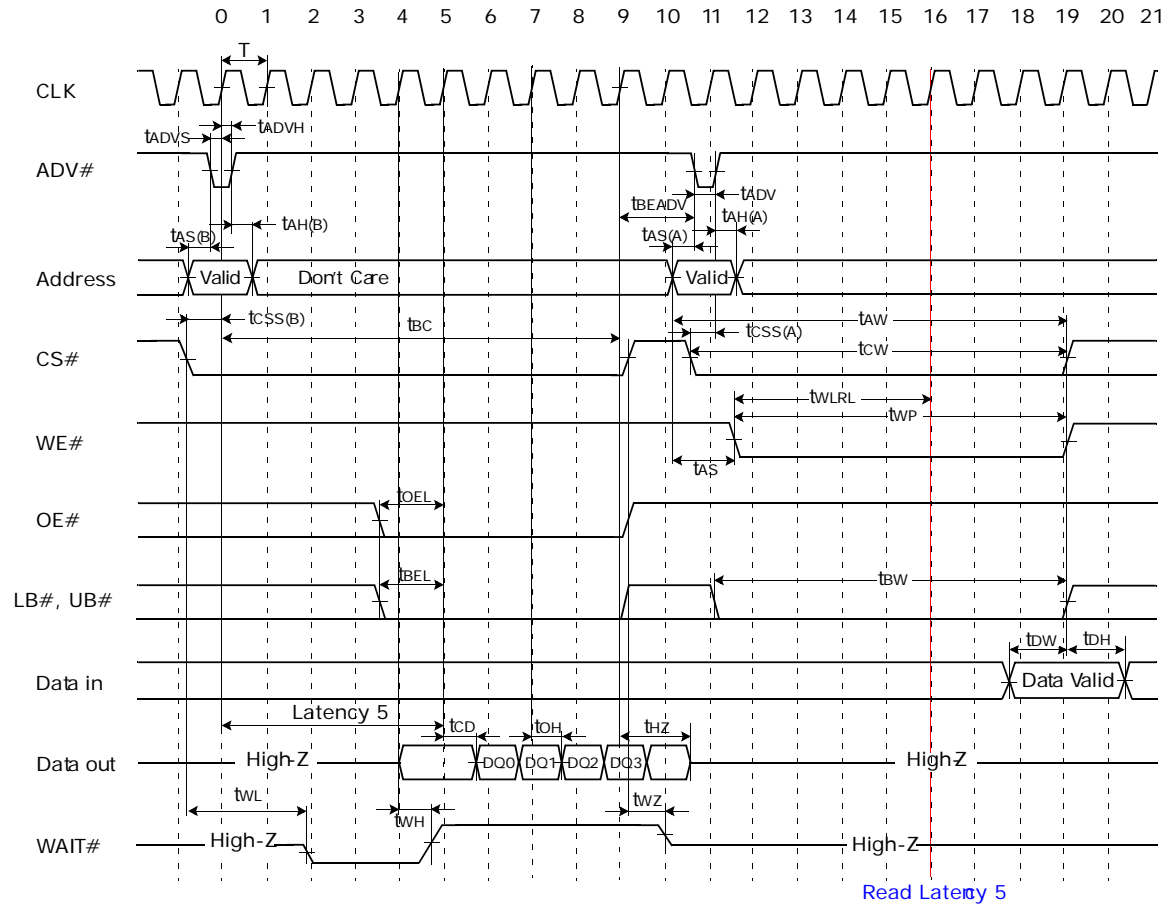 0 1 2 3 4 5 6 7 8 9 10 11 12 13 14 15 16 17 18 19 20 21
T
CLK
tADVH
tADVS
ADV#
tADV
tBEADV
tAH(B) tAH(A)
tAS(B) tAS(A)
Address Valid Don't Care Valid
tCSS(B) tBC tCSS(A) tAW
CS# tCW
tWLRL
tWP
WE#
tAS
tOEL
OE#
tBEL tBW
LB#, UB#
tDW tDH
Data in Data Valid
Latency 5
tCD tOH tHZ
Data out High-Z DQ0 DQ1 DQ2 DQ3 High-Z
tWL tWH tWZ
WAIT# High-Z High-Z
Read Latency 5